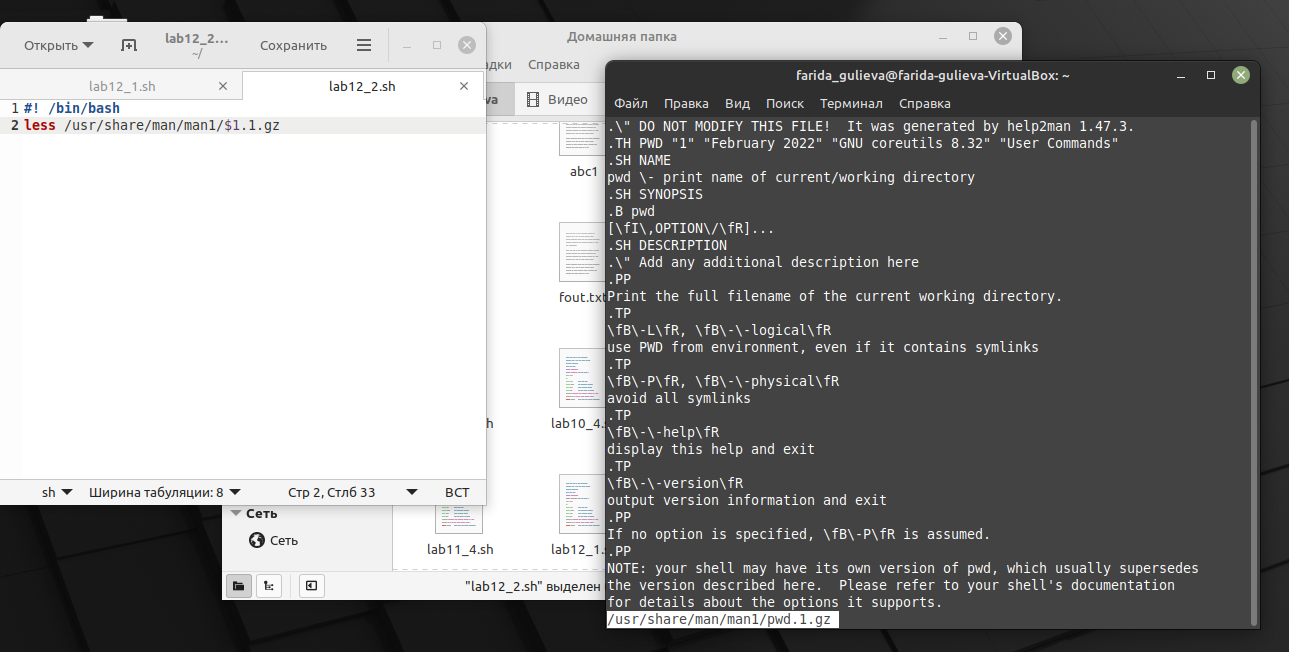 Открыть
lab12_2...
~/
Сохранить
lab12_1.sh
lab12_2.sh
1 #! /bin/bash
2 less /usr/share/man/man1/$1.1.gz
sh
Ширина табуляции: 8
Стр 2, Стлб 33
ВСТ
Домашняя папка
Справка
Видео
abc1
fout.txt
lab10_4.s
lab11_4.sh
lab12_1.s
Сеть
Сеть
"lab12_2.sh" выделен
farida_gulieva@farida-gulieva-VirtualBox: ~
Файл Правка Вид Поиск Терминал Справка
.\" DO NOT MODIFY THIS FILE!  It was generated by help2man 1.47.3.
.TH PWD "1" "February 2022" "GNU coreutils 8.32" "User Commands"
.SH NAME
pwd \- print name of current/working directory
.SH SYNOPSIS
.B pwd
[\fI\,OPTION\/\fR]...
.SH DESCRIPTION
.\" Add any additional description here
.PP
Print the full filename of the current working directory.
.TP
\fB\-L\fR, \fB\-\-logical\fR
use PWD from environment, even if it contains symlinks
.TP
\fB\-P\fR, \fB\-\-physical\fR
avoid all symlinks
.TP
\fB\-\-help\fR
display this help and exit
.TP
\fB\-\-version\fR
output version information and exit
.PP
If no option is specified, \fB\-P\fR is assumed.
.PP
NOTE: your shell may have its own version of pwd, which usually supersedes
the version described here.  Please refer to your shell's documentation
for details about the options it supports.
/usr/share/man/man1/pwd.1.gz